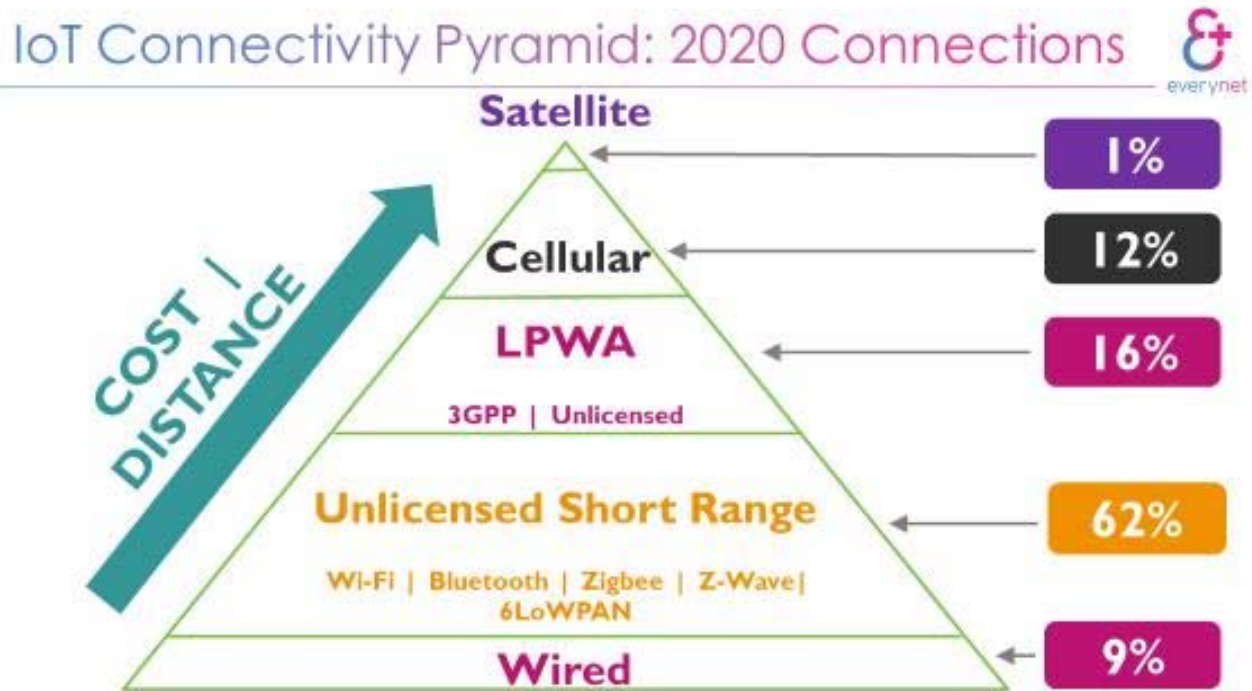 IoT Connectivity Pyramid: 2020 Connections
everynet
Satellite
1%
Cellular
12%
COST |
DISTANCE
LPWA
16%
3GPP | Unlicensed
Unlicensed Short Range
62%
Wi-Fi | Bluetooth | Zigbee | Z-Wave|
6LoWPAN
Wired
9%